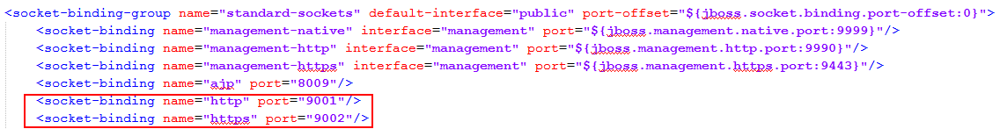 <socket-binding-group name="standard-sockets" default-interface="public" port-offset="${jboss.socket.binding.port-offset:0}">
<socket-binding name="management-native" interface="management" port="${jboss.management.native.port:9999}"/>
<socket-binding name="management-http" interface="management" port="${jboss.management.http.port:9990}"/>
<socket-binding name="management-https" interface="management" port="${jboss.management.https.port:9443}"/>
<socket-binding name="ajp" port="8009"/>
<socket-binding name="http" port="9001"/>
<socket-binding name="https" port="9002"/>